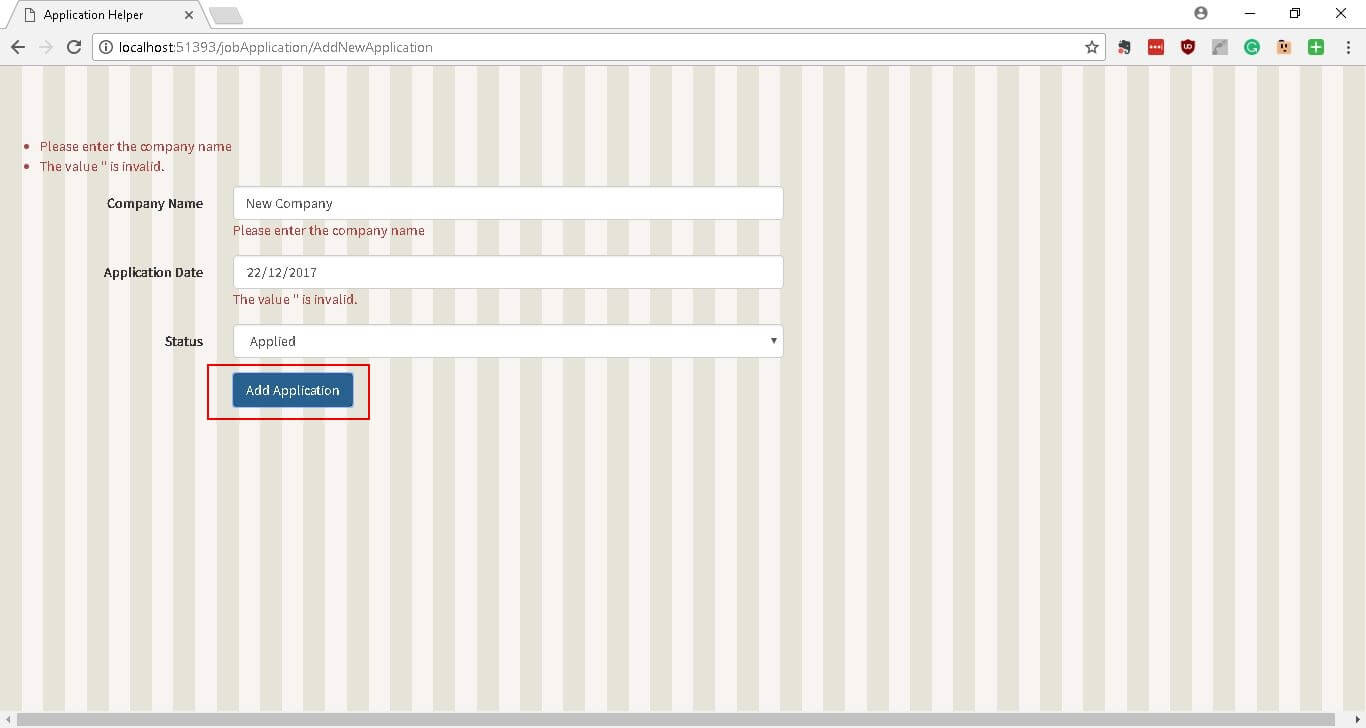 Application Helper
localhost:51393/jobApplication/AddNewApplication
Please enter the company name
The value '' is invalid.
Company Name New Company
Please enter the company name
Application Date 22/12/2017
The value '' is invalid.
Status Applied
Add Application